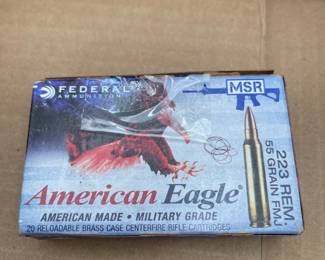 FEDERAL
AMMUNITION
MSR
223 REM.
55 GRAIN FMJ
American Eagle®
AMERICAN MADE • MILITARY GRADE
20 RELOADABLE BRASS CASE CENTERFIRE RIFLE CARTRIDGES